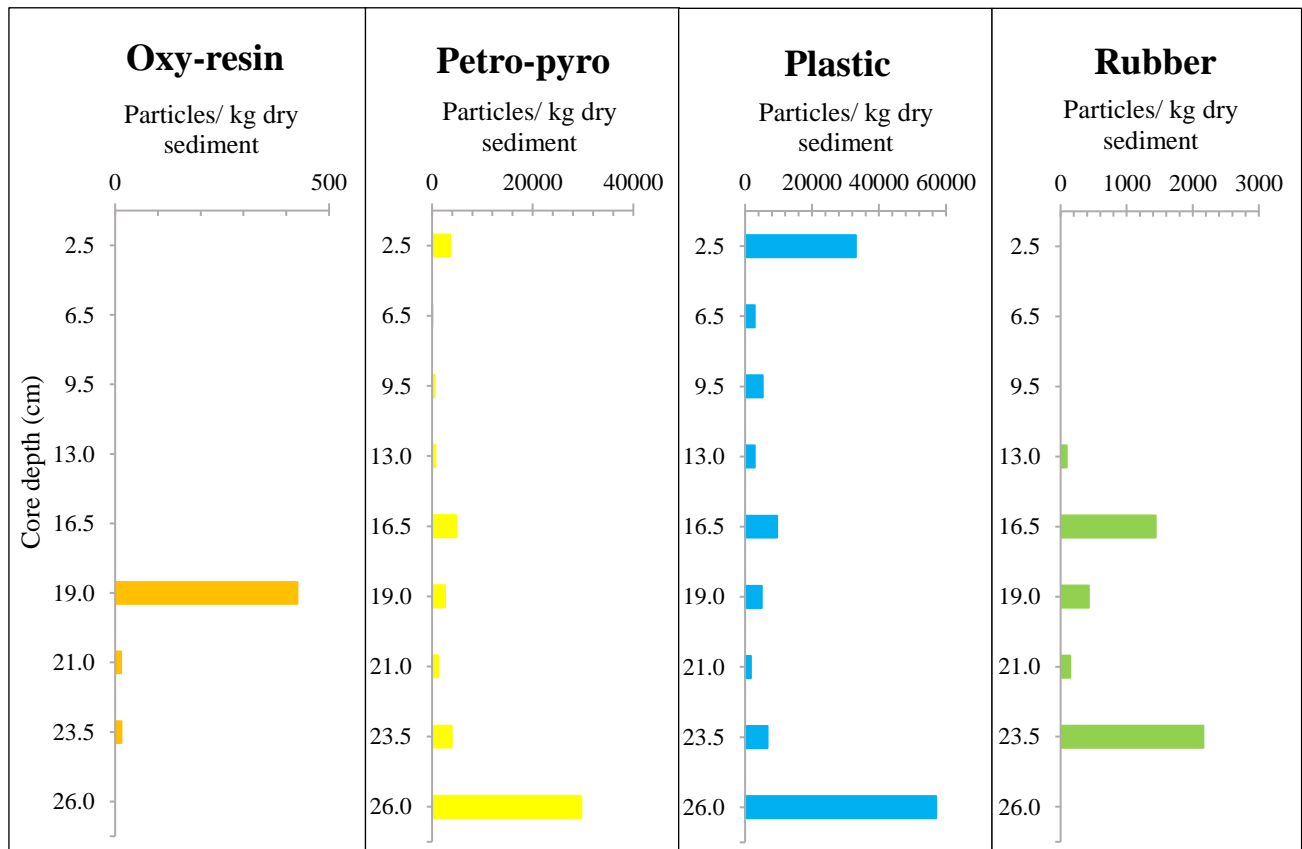 Oxy-resin
Particles/ kg dry
sediment
0 500
Core depth (cm)
2.5
6.5
9.5
13.0
16.5
19.0
21.0
23.5
26.0
Petro-pyro
Particles/ kg dry
sediment
0 20000 40000
2.5
6.5
9.5
13.0
16.5
19.0
21.0
23.5
26.0
Plastic
Particles/ kg dry
sediment
0 20000 40000 60000
2.5
6.5
9.5
13.0
16.5
19.0
21.0
23.5
26.0
Rubber
Particles/ kg dry
sediment
0 1000 2000 3000
2.5
6.5
9.5
13.0
16.5
19.0
21.0
23.5
26.0